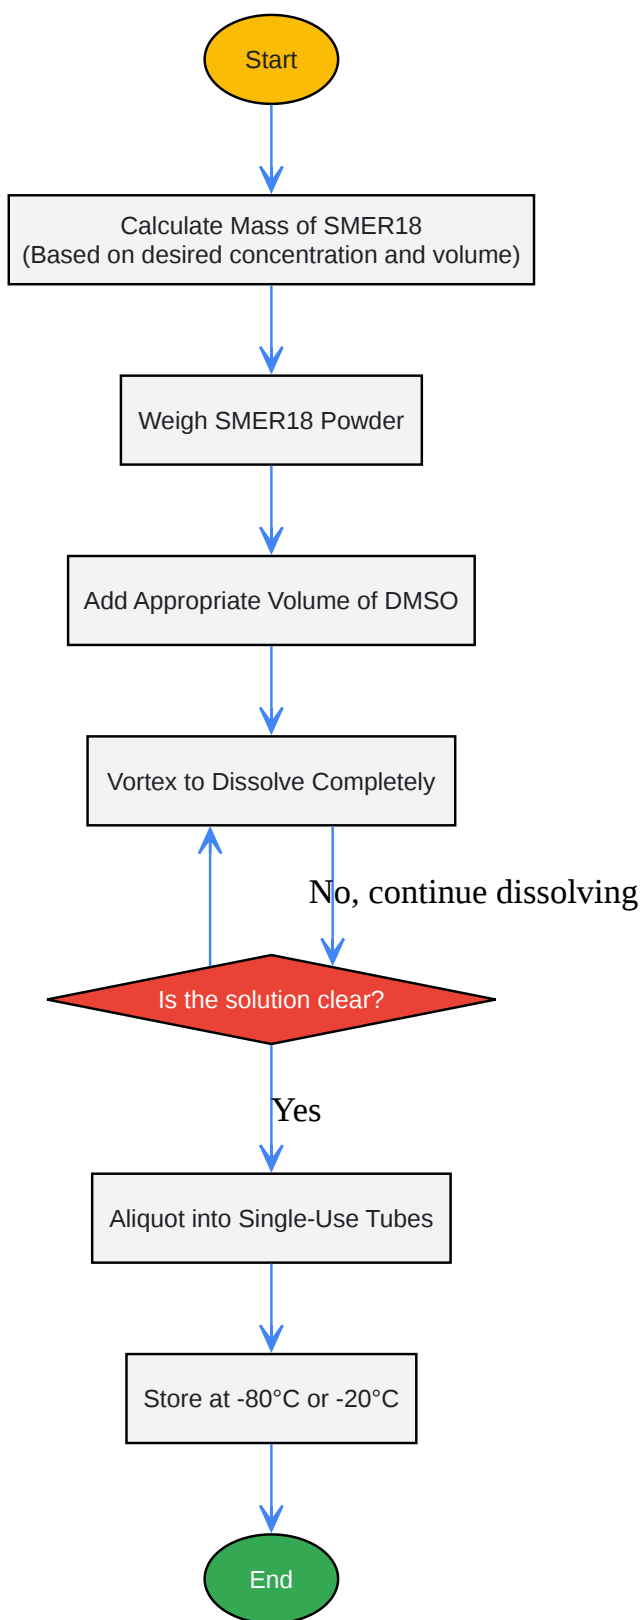 Start
Calculate Mass of SMER18
(Based on desired concentration and volume)
Weigh SMER18 Powder
Add Appropriate Volume of DMSO
Vortex to Dissolve Completely
No, continue dissolving
Is the solution clear?
Yes
Aliquot into Single-Use Tubes
Store at -80°C or -20°C
End